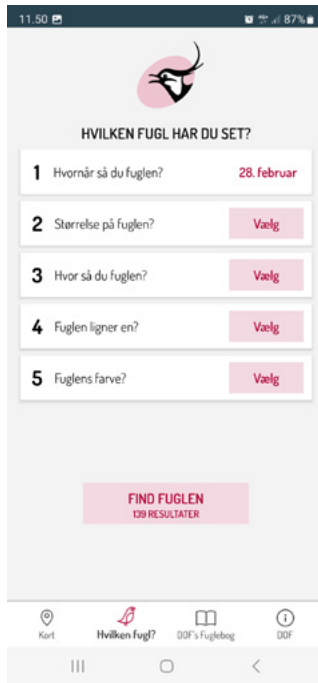 11.50 87%
HVILKEN FUGL HAR DU SET?
1 Hvornår så du fuglen? 28. februar
2 Størrelse på fuglen? Vælg
3 Hvor så du fuglen? Vælg
4 Fuglen ligner en? Vælg
5 Fuglens farve? Vælg
FIND FUGLEN
139 RESULTATER
Kort Hvilken fugl? DOF's Fuglebog DOF